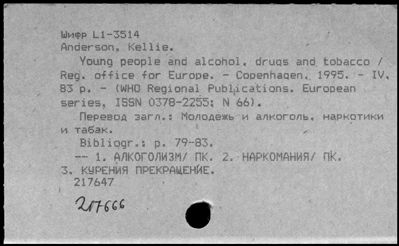 Шифр L1-3514
Anderson, Kellie.
Young people and alcohol, drugs and tobacco /
Reg. office for Europe. - Copenhagen, 1995. - IV,
83 p. - (WHO Regional Publications. European
series, ISSN 0378-2255; N 66).
Перевод загл.: Молодежь и алкоголь, наркотики
и табак.
Bibliogr.: p. 79-83.
-- 1. АЛКОГОЛИЗМ/ ПК. 2. НАРКОМАНИЯ/ ПК.
3. КУРЕНИЯ ПРЕКРАЩЕНИЕ.
217647
217666